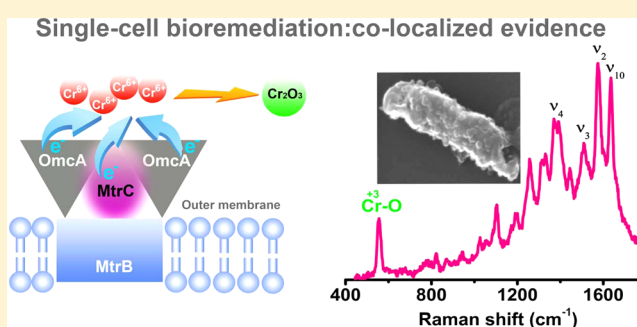 Single-cell bioremediation:co-localized evidence
Cr⁶⁺ Cr⁶⁺ Cr⁶⁺
Cr⁶⁺ Cr⁶⁺
Cr₂O₃
e⁻ e⁻ e⁻
OmcA OmcA
MtrC
Outer membrane
MtrB
ν₂
ν₁₀
ν₄
ν₃
+3
Cr-O
400 800 1200 1600
Raman shift (cm⁻¹)